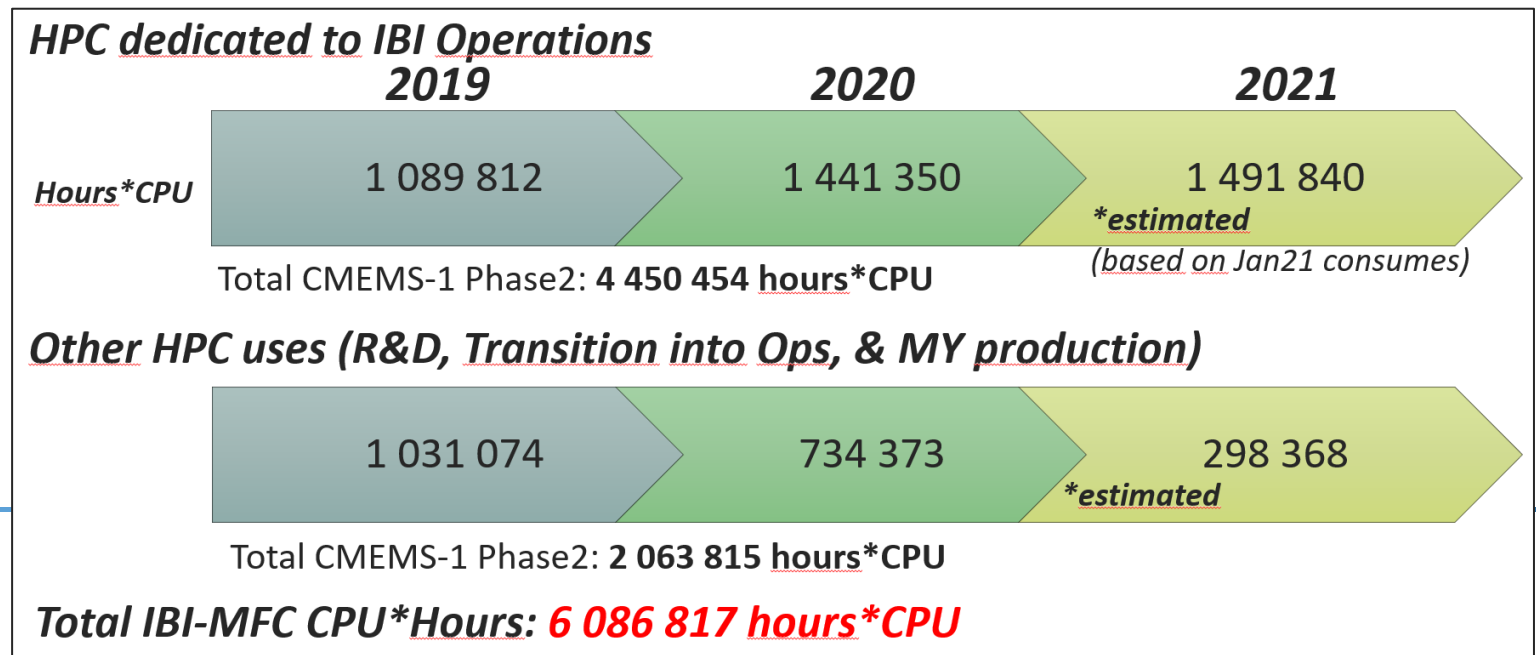 HPC dedicated to IBI Operations
2019 2020 2021
Hours*CPU 1 089 812 1 441 350 1 491 840
*estimated
(based on Jan21 consumes)
Total CMEMS-1 Phase2: 4 450 454 hours*CPU
Other HPC uses (R&D, Transition into Ops, & MY production)
1 031 074 734 373 298 368
*estimated
Total CMEMS-1 Phase2: 2 063 815 hours*CPU
Total IBI-MFC CPU*Hours: 6 086 817 hours*CPU